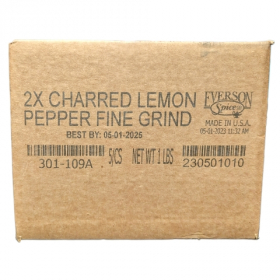 2X CHARRED LEMON
PEPPER FINE GRIND
BEST BY: 05-01-2025
EVERSON
Spice
MADE IN U.S.A.
05-01-2023 11:32 AM
301-109A
5/CS NET WT 1 LBS
230501010